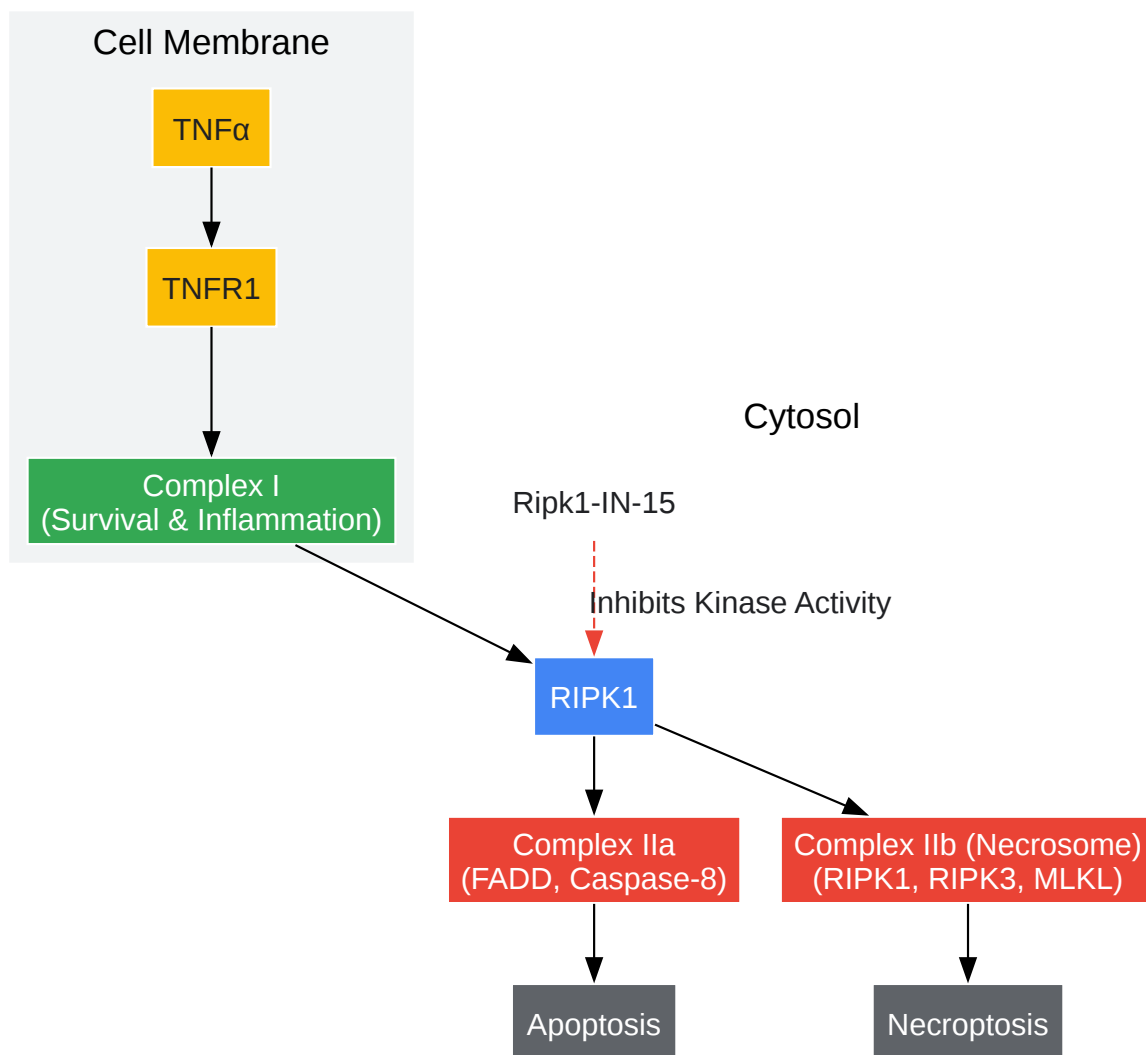 Cell Membrane
TNFα
TNFR1
Complex I
(Survival & Inflammation)
Cytosol
Ripk1-IN-15
Inhibits Kinase Activity
RIPK1
Complex IIa
(FADD, Caspase-8)
Complex IIb (Necrosome)
(RIPK1, RIPK3, MLKL)
Apoptosis
Necroptosis